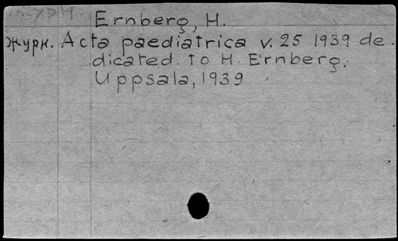 Ernberg, H.
журн. Acta paediatrica v. 25 1939 de-
dicated to H. Ernberg.
Uppsala, 1939